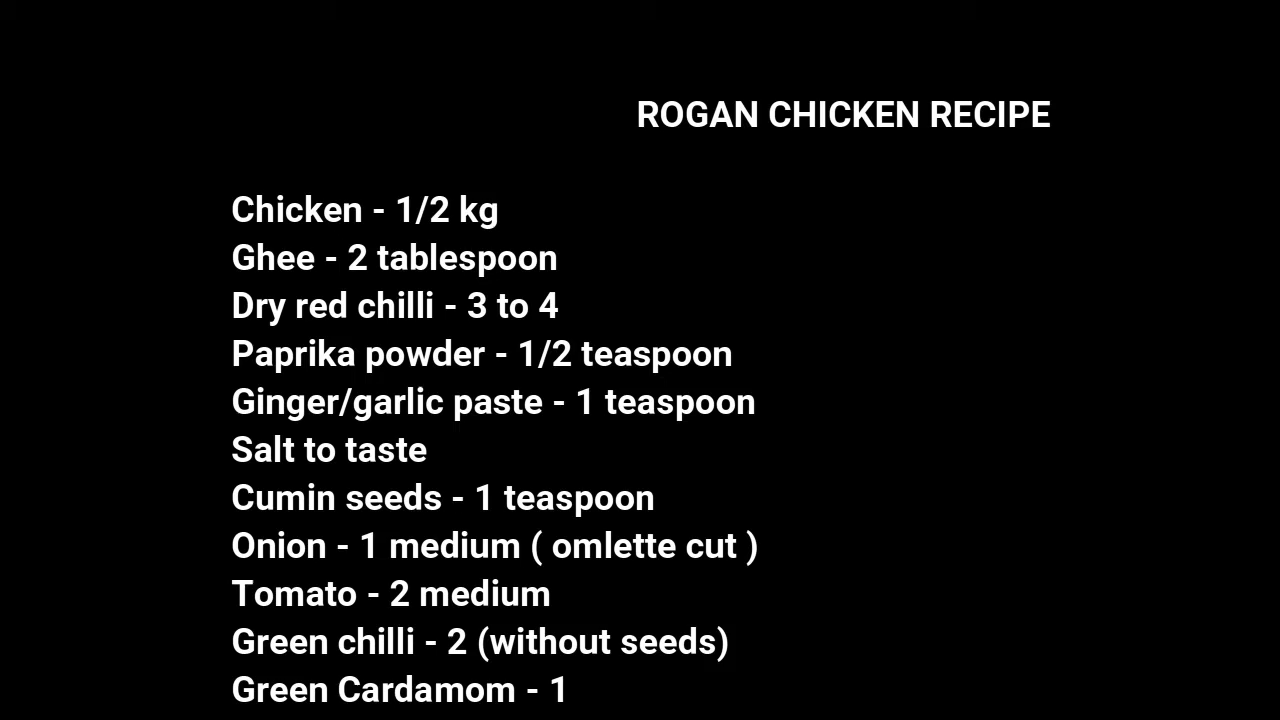 ROGAN CHICKEN RECIPE
Chicken - 1/2 kg
Ghee - 2 tablespoon
Dry red chilli - 3 to 4
Paprika powder - 1/2 teaspoon
Ginger/garlic paste - 1 teaspoon
Salt to taste
Cumin seeds - 1 teaspoon
Onion - 1 medium ( omlette cut )
Tomato - 2 medium
Green chilli - 2 (without seeds)
Green Cardamom - 1